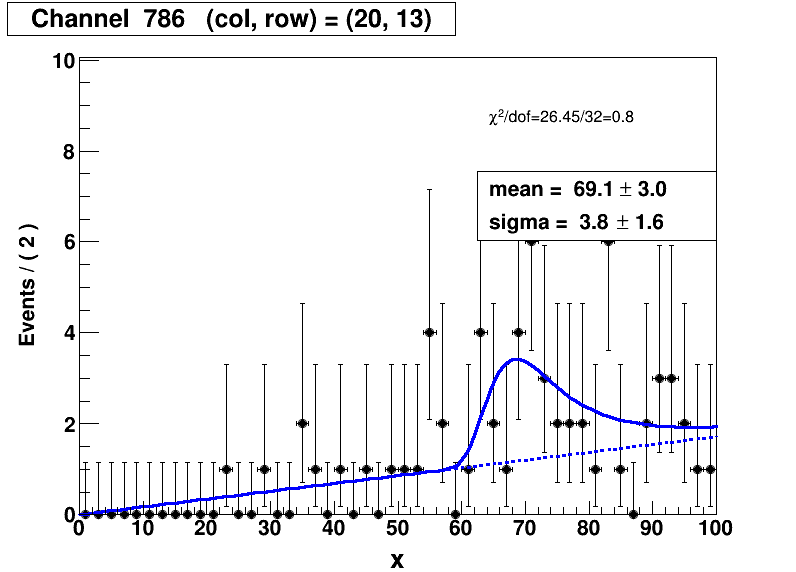 Channel 786 (col, row) = (20, 13)
10
χ²/dof=26.45/32=0.8
8
mean = 69.1 ± 3.0
sigma = 3.8 ± 1.6
6
Events / ( 2 )
4
2
0
0 10 20 30 40 50 60 70 80 90 100
x